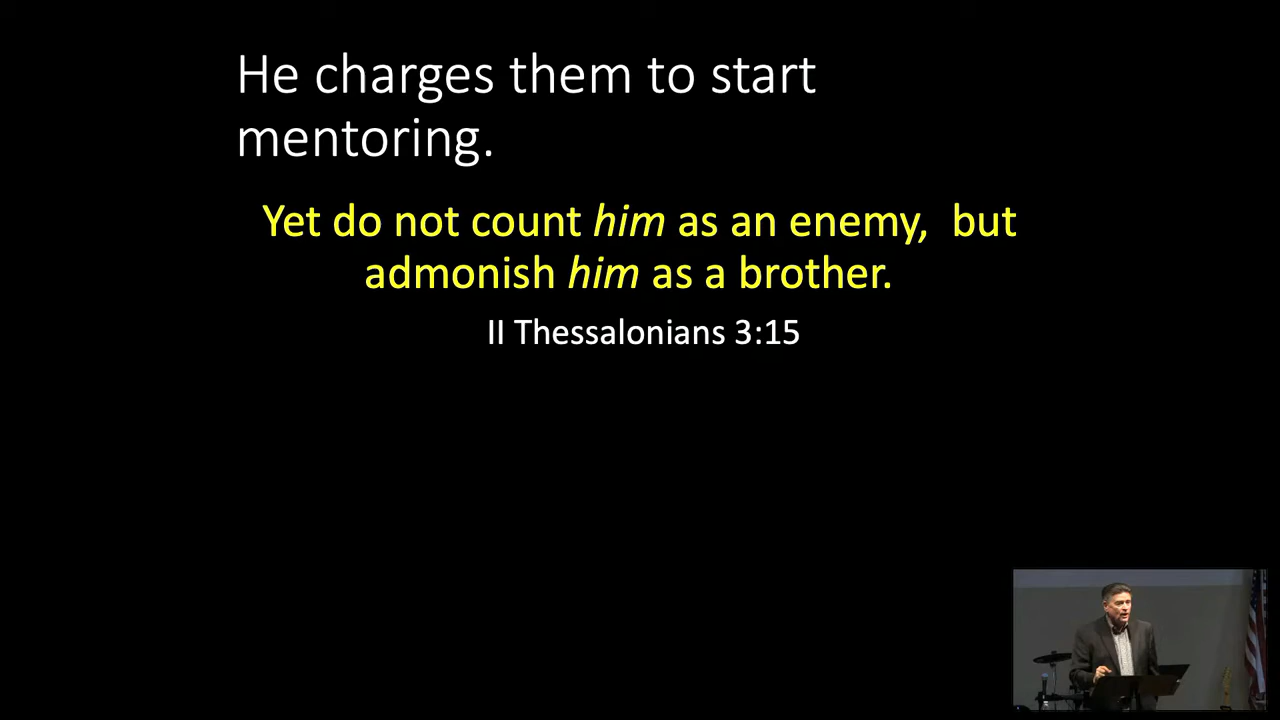 He charges them to start
mentoring.
Yet do not count him as an enemy,  but
admonish him as a brother.
II Thessalonians 3:15